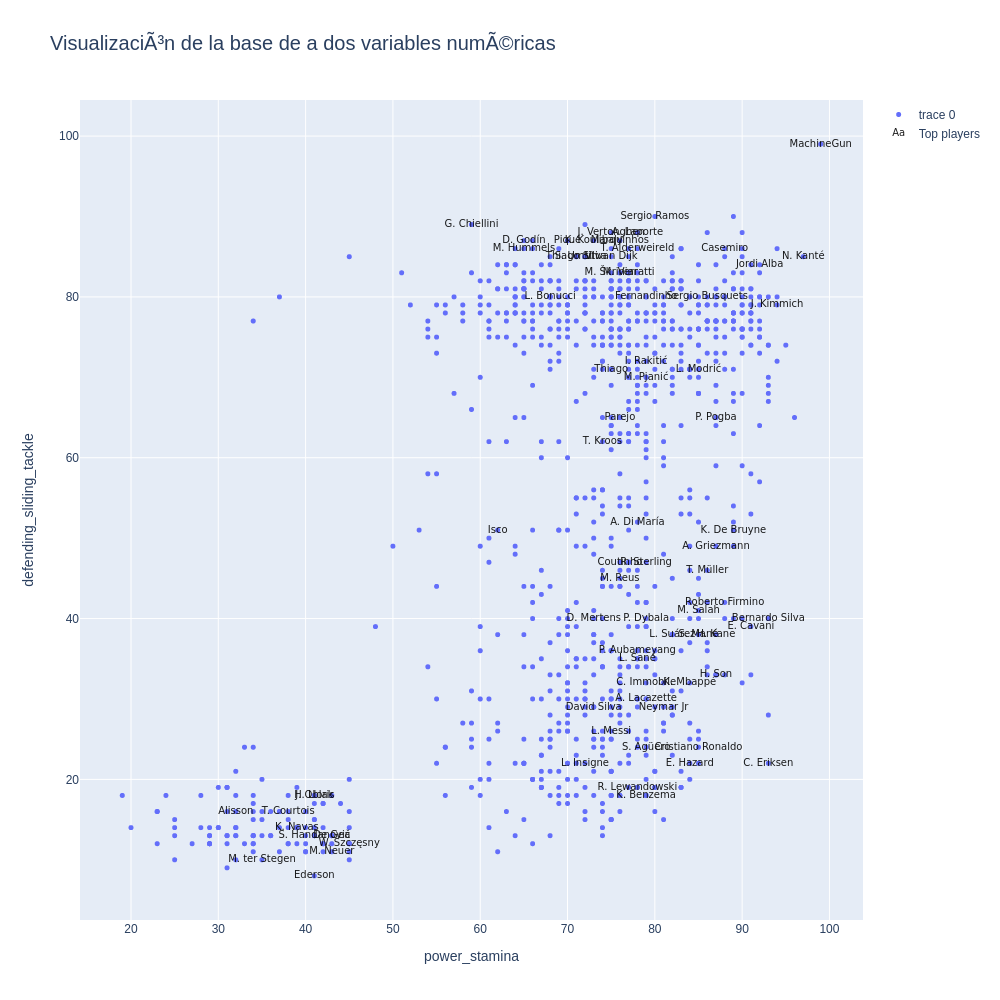 VisualizaciÃ³n de la base de a dos variables numÃ©ricas
trace 0
Aa Top players
100
MachineGun
Sergio Ramos
G. Chiellini
D. Godín
M. Hummels
T. Alderweireld
Casemiro
N. Kanté
Jordi Alba
80
L. Bonucci
Fernandinho
Sergio Busquets
J. Kimmich
I. Rakitić
Thiago
L. Modrić
M. Pjanić
Parejo
P. Pogba
60
T. Kroos
defending_sliding_tackle
Isco
A. Di María
K. De Bruyne
A. Griezmann
T. Müller
M. Reus
Roberto Firmino
M. Salah
40
D. Mertens
P. Dybala
Bernardo Silva
E. Cavani
P. Aubameyang
L. Sané
H. Son
C. Immobile
K. Mbappé
A. Lacazette
David Silva
Neymar Jr
L. Messi
S. Agüero
Cristiano Ronaldo
L. Insigne
E. Hazard
C. Eriksen
20
R. Lewandowski
K. Benzema
Alisson
T. Courtois
K. Navas
W. Szczęsny
M. Neuer
M. ter Stegen
Ederson
20 30 40 50 60 70 80 90 100
power_stamina